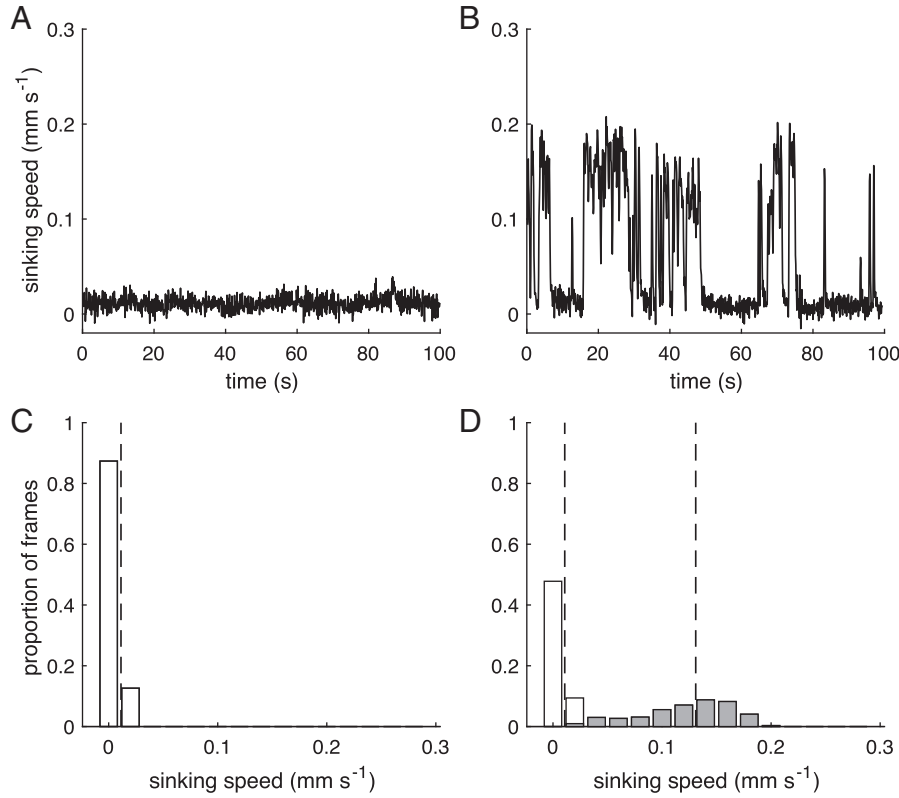 A
B
0.3
0.2
0.1
0
sinking speed (mm s⁻¹)
0 20 40 60 80 100
time (s)
0.3
0.2
0.1
0
0 20 40 60 80 100
time (s)
C
D
1
0.8
0.6
0.4
0.2
0
proportion of frames
0 0.1 0.2 0.3
sinking speed (mm s⁻¹)
1
0.8
0.6
0.4
0.2
0
0 0.1 0.2 0.3
sinking speed (mm s⁻¹)